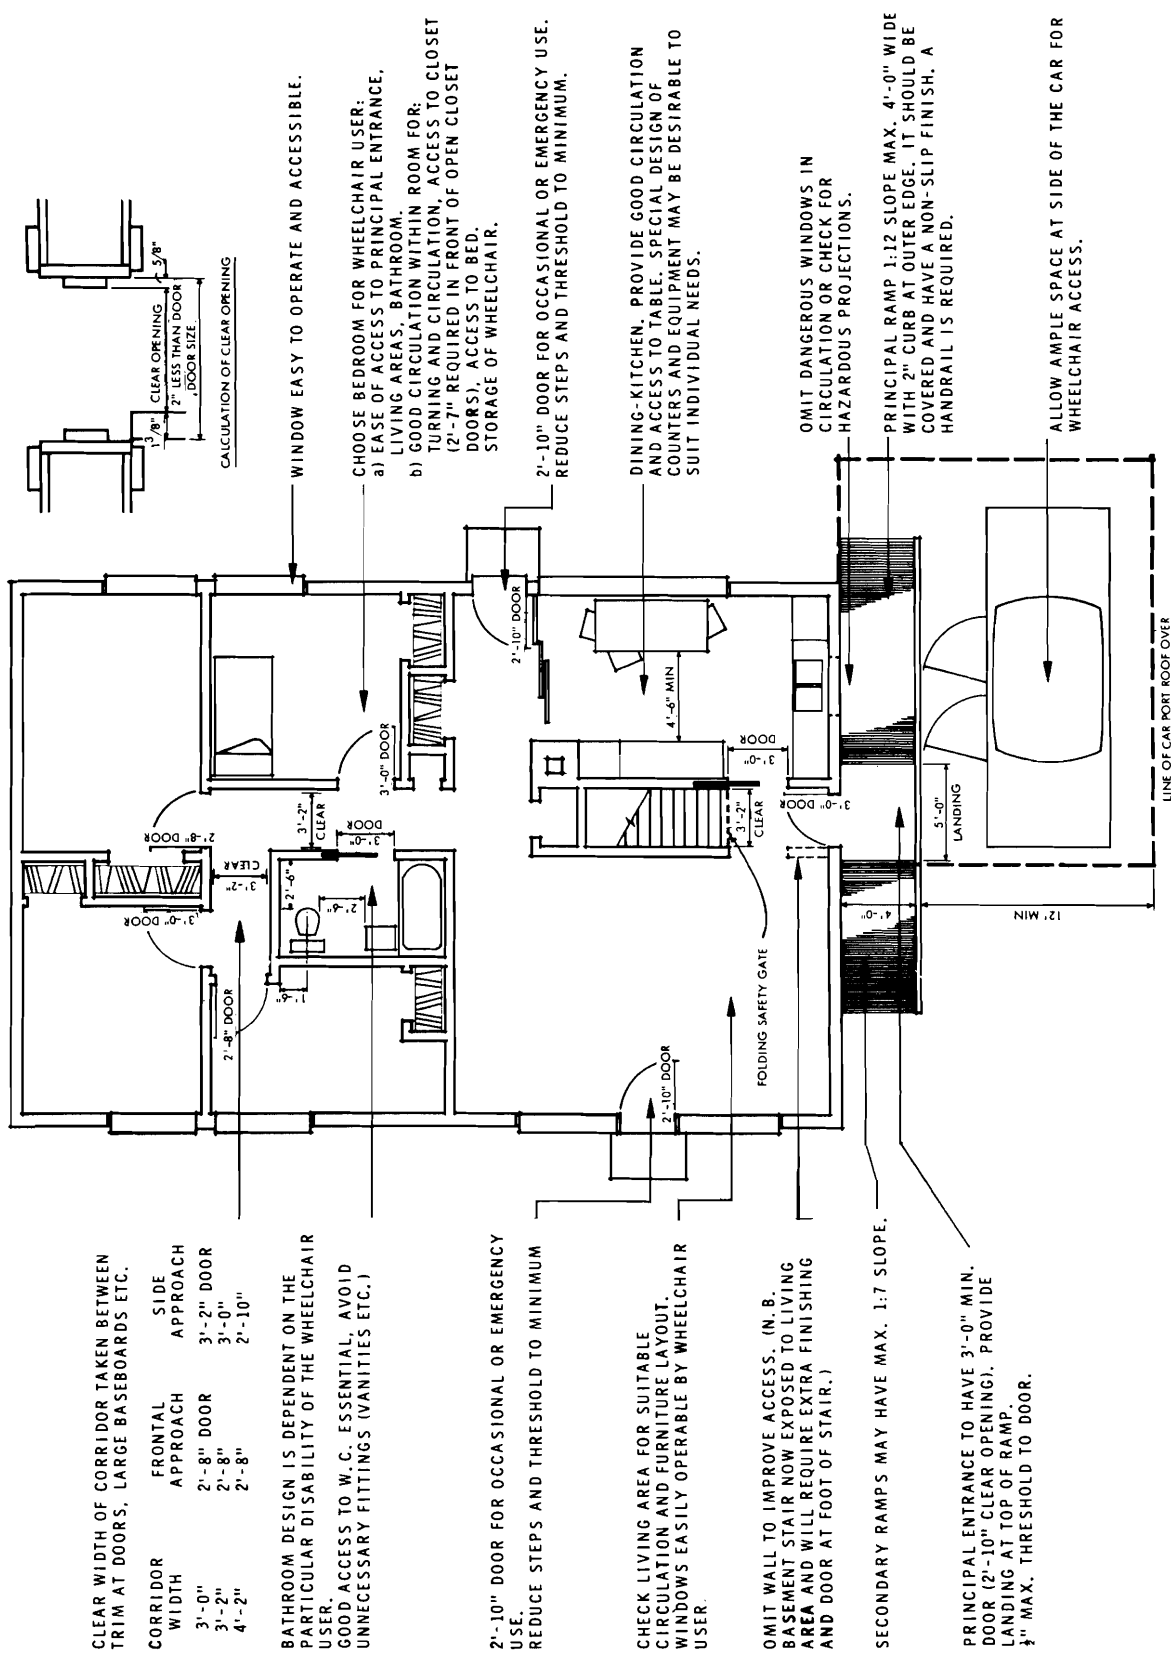 1 3/8"
CLEAR OPENING
5/8"
2" LESS THAN DOOR
DOOR SIZE.
CALCULATION OF CLEAR OPENING
WINDOW EASY TO OPERATE AND ACCESSIBLE.
CHOOSE BEDROOM FOR WHEELCHAIR USER:
a) EASE OF ACCESS TO PRINCIPAL ENTRANCE,
LIVING AREAS, BATHROOM.
b) GOOD CIRCULATION WITHIN ROOM FOR:
TURNING AND CIRCULATION, ACCESS TO CLOSET
(2'-7" REQUIRED IN FRONT OF OPEN CLOSET
DOORS), ACCESS TO BED.
STORAGE OF WHEELCHAIR.
2'-10" DOOR FOR OCCASIONAL OR EMERGENCY USE.
REDUCE STEPS AND THRESHOLD TO MINIMUM.
DINING-KITCHEN, PROVIDE GOOD CIRCULATION
AND ACCESS TO TABLE. SPECIAL DESIGN OF
COUNTERS AND EQUIPMENT MAY BE DESIRABLE TO
SUIT INDIVIDUAL NEEDS.
OMIT DANGEROUS WINDOWS IN
CIRCULATION OR CHECK FOR
HAZARDOUS PROJECTIONS.
PRINCIPAL RAMP 1:12 SLOPE MAX. 4'-0" WIDE
WITH 2" CURB AT OUTER EDGE. IT SHOULD BE
COVERED AND HAVE A NON-SLIP FINISH. A
HANDRAIL IS REQUIRED.
ALLOW AMPLE SPACE AT SIDE OF THE CAR FOR
WHEELCHAIR ACCESS.
2'-8" DOOR
3'-0" DOOR
3'-2"
CLEAR
3'-2"
CLEAR
3'-0"
DOOR
3'-0" DOOR
2'-6"
2'-6"
1'-6"
2'-8" DOOR
2'-10" DOOR
4'-6" MIN
3'-0"
DOOR
3'-2"
CLEAR
3'-0" DOOR
FOLDING SAFETY GATE
2'-10" DOOR
5'-0"
LANDING
4'-0"
12' MIN
LINE OF CAR PORT ROOF OVER
CLEAR WIDTH OF CORRIDOR TAKEN BETWEEN
TRIM AT DOORS, LARGE BASEBOARDS ETC.
CORRIDOR FRONTAL SIDE
WIDTH APPROACH APPROACH
3'-0" 2'-8" DOOR 3'-2" DOOR
3'-2" 2'-8" 3'-0"
4'-2" 2'-8" 2'-10"
BATHROOM DESIGN IS DEPENDENT ON THE
PARTICULAR DISABILITY OF THE WHEELCHAIR
USER.
GOOD ACCESS TO W.C. ESSENTIAL, AVOID
UNNECESSARY FITTINGS (VANITIES ETC.)
2'-10" DOOR FOR OCCASIONAL OR EMERGENCY
USE.
REDUCE STEPS AND THRESHOLD TO MINIMUM
CHECK LIVING AREA FOR SUITABLE
CIRCULATION AND FURNITURE LAYOUT.
WINDOWS EASILY OPERABLE BY WHEELCHAIR
USER.
OMIT WALL TO IMPROVE ACCESS. (N.B.
BASEMENT STAIR NOW EXPOSED TO LIVING
AREA AND WILL REQUIRE EXTRA FINISHING
AND DOOR AT FOOT OF STAIR.)
SECONDARY RAMPS MAY HAVE MAX. 1:7 SLOPE.
PRINCIPAL ENTRANCE TO HAVE 3'-0" MIN.
DOOR (2'-10" CLEAR OPENING). PROVIDE
LANDING AT TOP OF RAMP.
½" MAX. THRESHOLD TO DOOR.